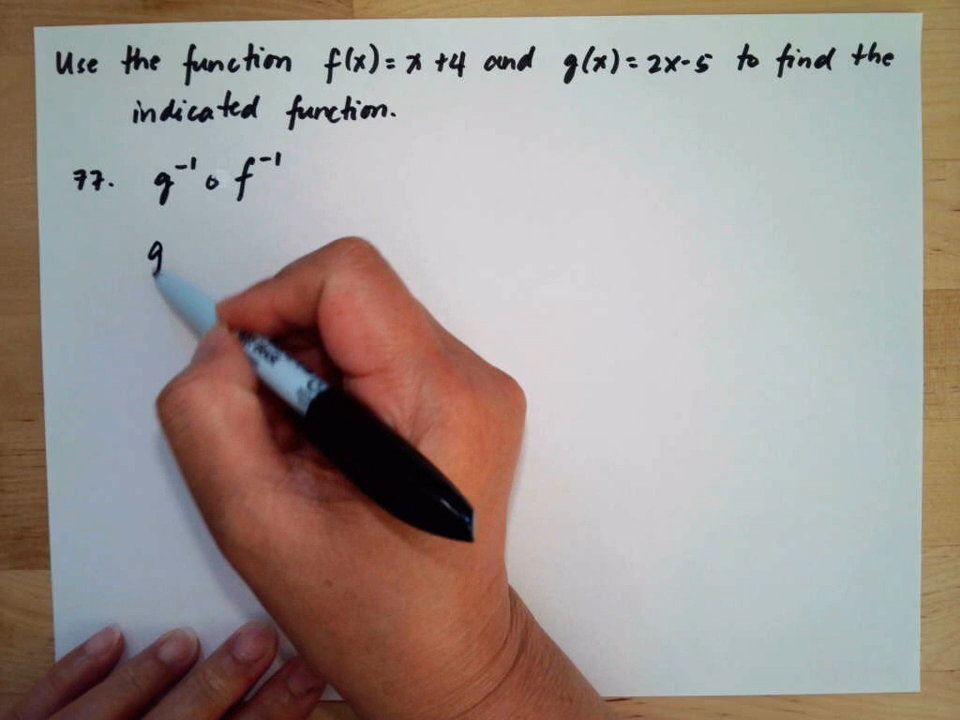 Use the function f(x) = x + 4 and g(x) = 2x - 5 to find the
indicated function.
77. g⁻¹ ∘ f⁻¹
g